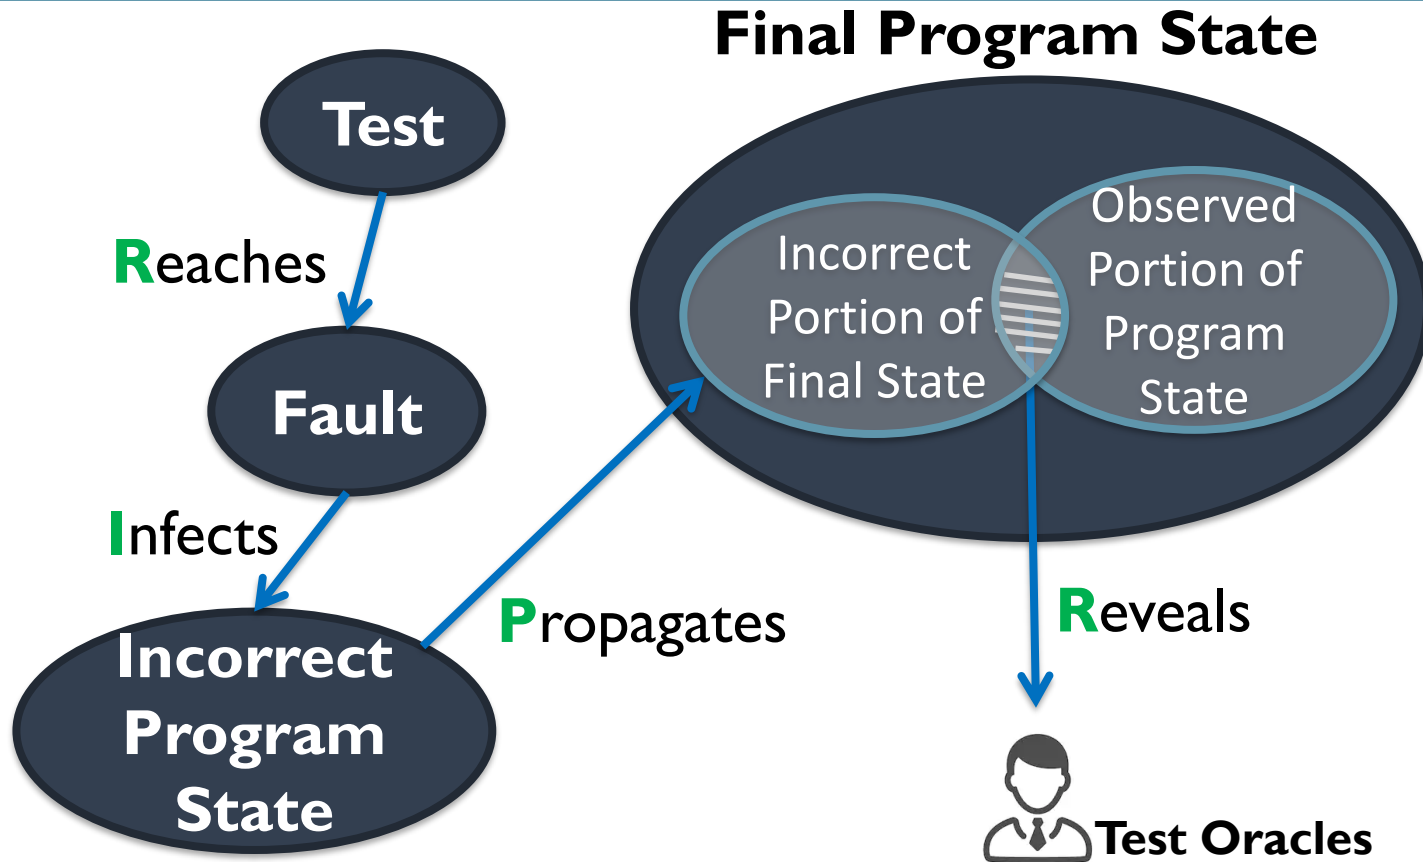 Final Program State
Test
Reaches
Fault
Infects
Incorrect
Program
State
Propagates
Incorrect
Portion of
Final State
Observed
Portion of
Program
State
Reveals
Test Oracles